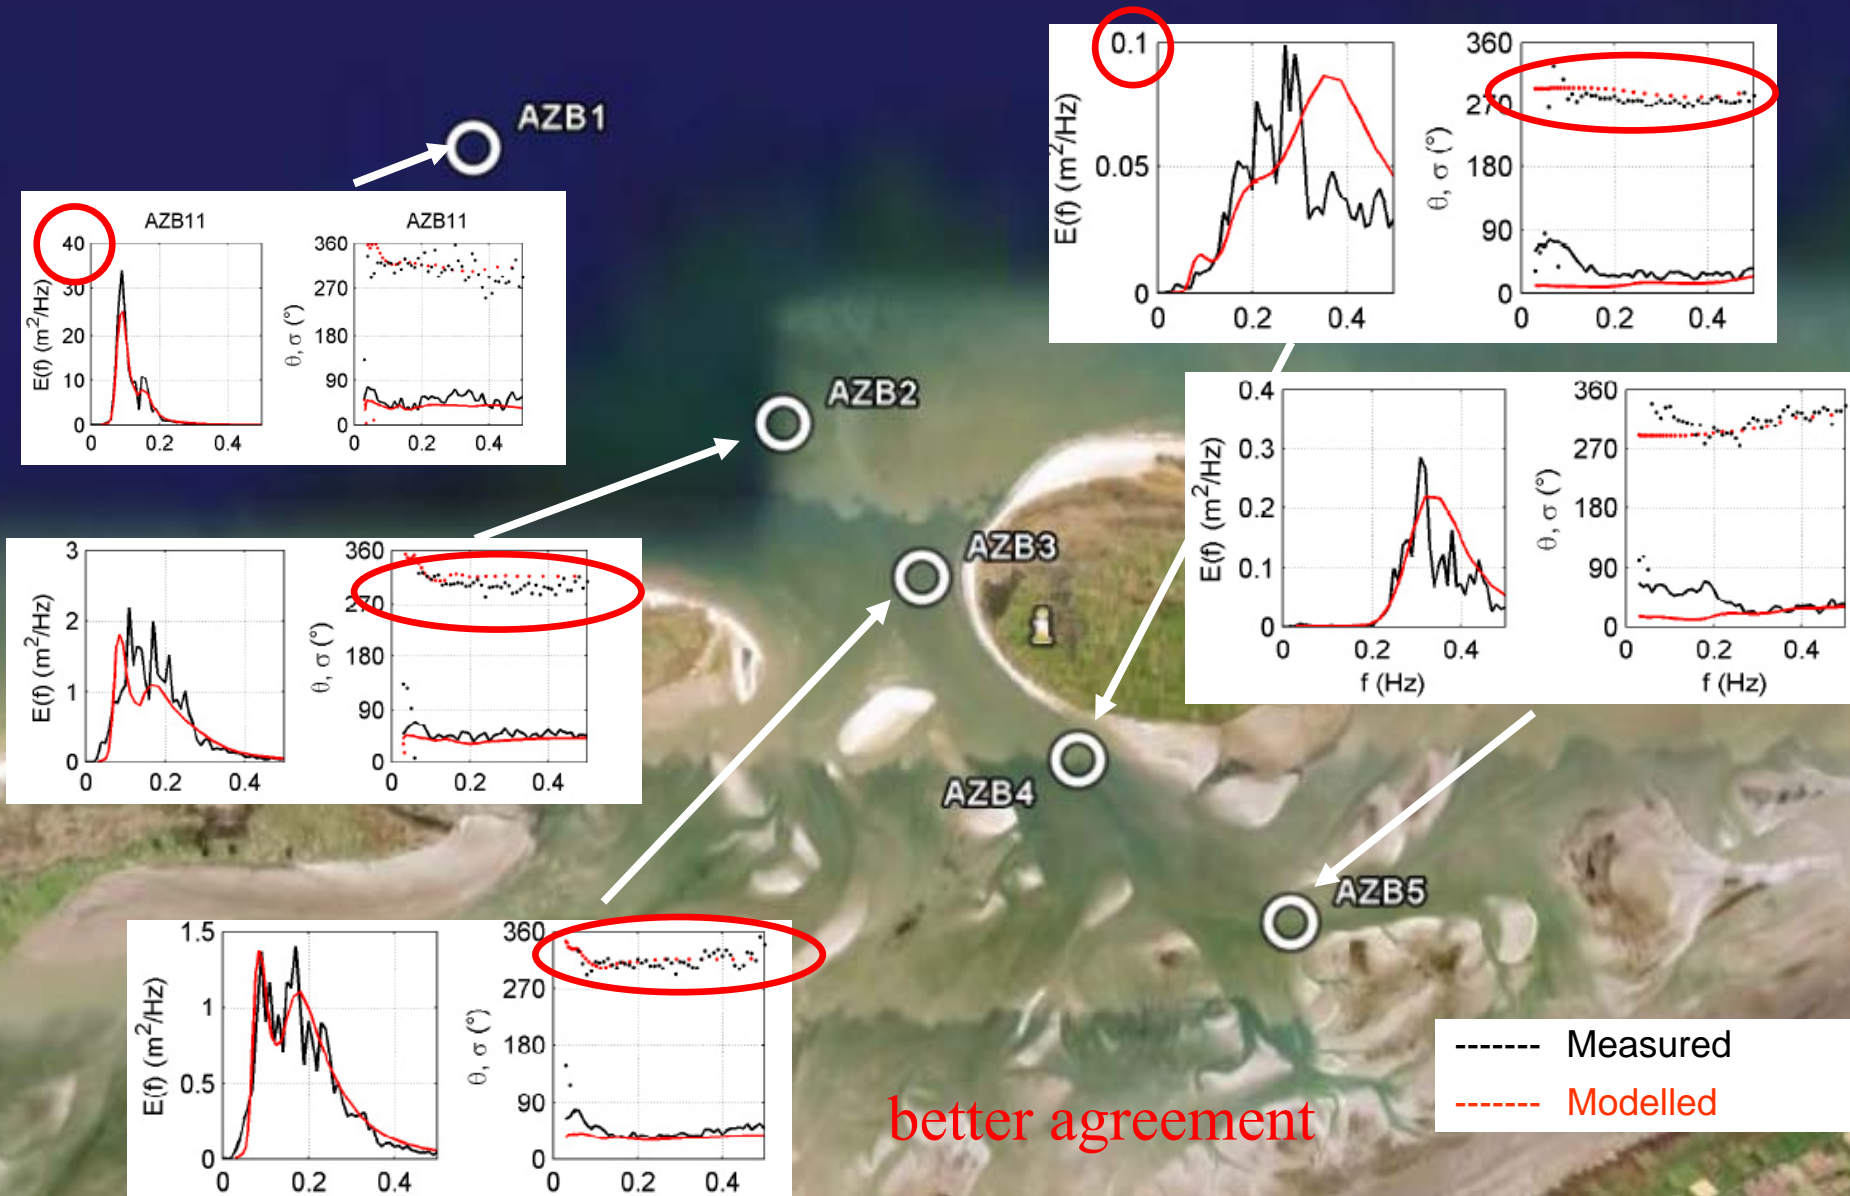 AZB1
AZB11
40
30
20
10
0
E(f) (m²/Hz)
0 0.2 0.4
AZB11
360
270
180
90
0
θ, σ (°)
0 0.2 0.4
0.1
0.05
0
E(f) (m²/Hz)
0 0.2 0.4
360
270
180
90
0
θ, σ (°)
0 0.2 0.4
AZB2
0.4
0.3
0.2
0.1
0
E(f) (m²/Hz)
0 0.2 0.4
f (Hz)
360
270
180
90
0
θ, σ (°)
0 0.2 0.4
f (Hz)
AZB3
3
2
1
0
E(f) (m²/Hz)
0 0.2 0.4
360
270
180
90
0
θ, σ (°)
0 0.2 0.4
AZB4
AZB5
1.5
1
0.5
0
E(f) (m²/Hz)
0 0.2 0.4
360
270
180
90
0
θ, σ (°)
0 0.2 0.4
better agreement
------- Measured
------- Modelled